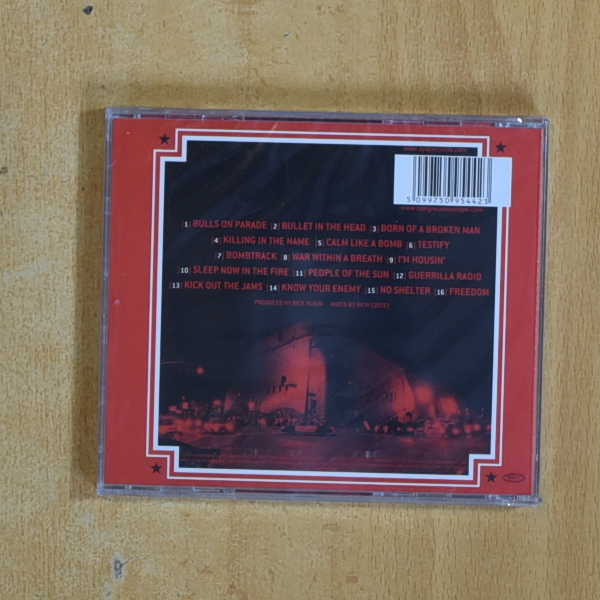 5 099750 954423
[1] BULLS ON PARADE [2] BULLET IN THE HEAD [3] BORN OF A BROKEN MAN
[4] KILLING IN THE NAME [5] CALM LIKE A BOMB [6] TESTIFY
[7] BOMBTRACK [8] WAR WITHIN A BREATH [9] I'M HOUSIN'
[10] SLEEP NOW IN THE FIRE [11] PEOPLE OF THE SUN [12] GUERRILLA RADIO
[13] KICK OUT THE JAMS [14] KNOW YOUR ENEMY [15] NO SHELTER [16] FREEDOM
PRODUCED BY RICK RUBIN MIXED BY RICH COSTEY